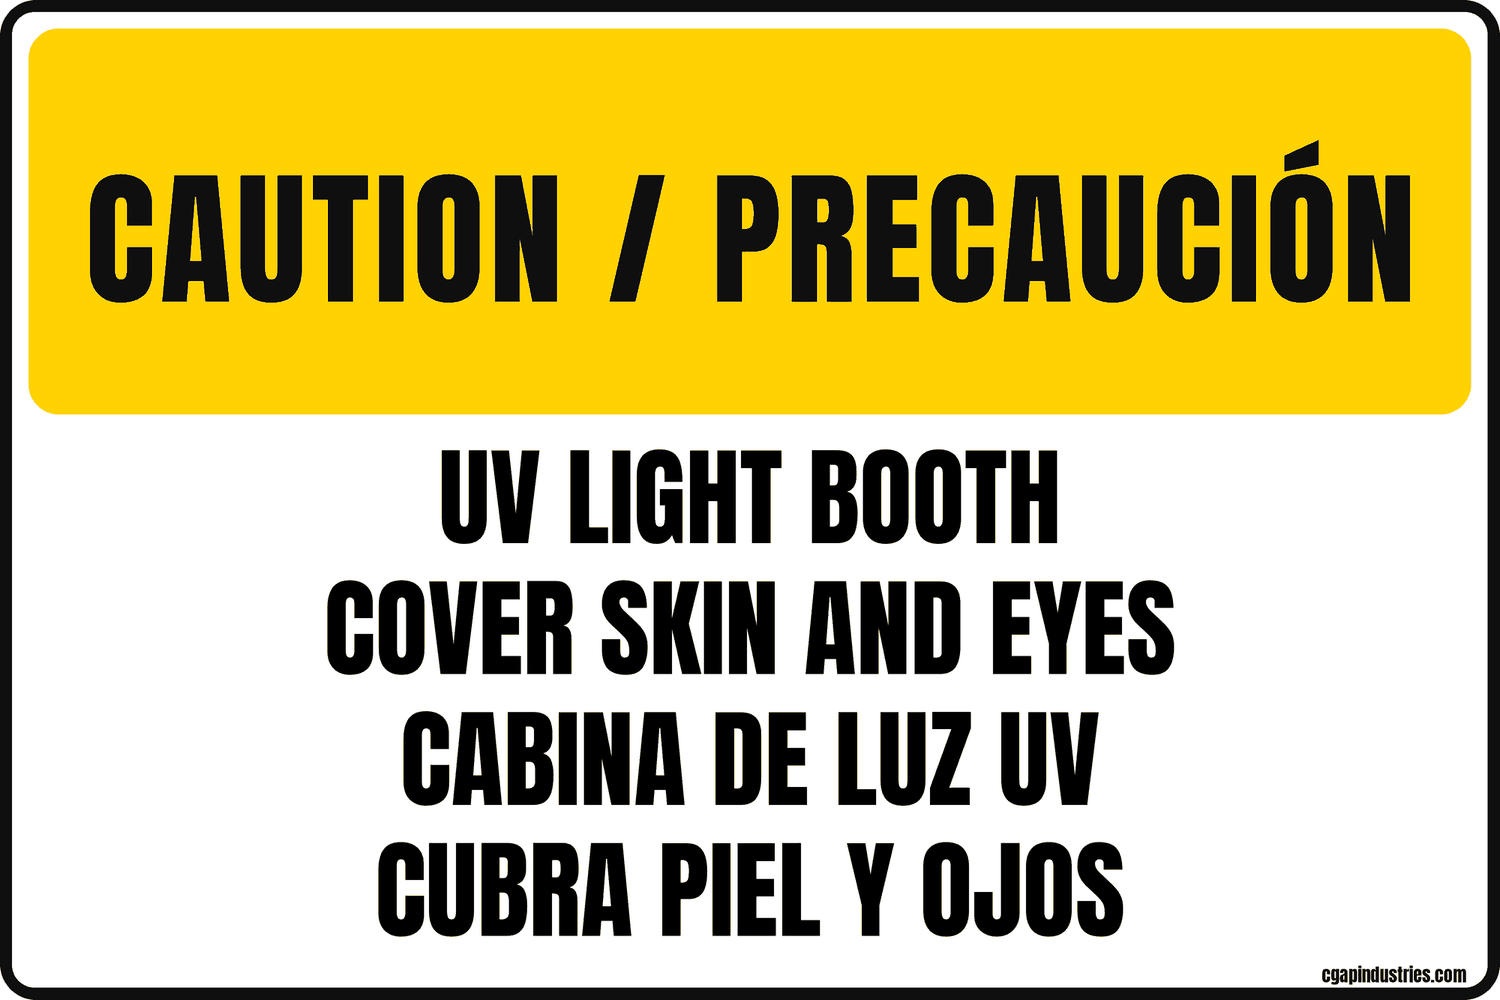 CAUTION / PRECAUCIÓN
UV LIGHT BOOTH
COVER SKIN AND EYES
CABINA DE LUZ UV
CUBRA PIEL Y OJOS
cgapindustries.com